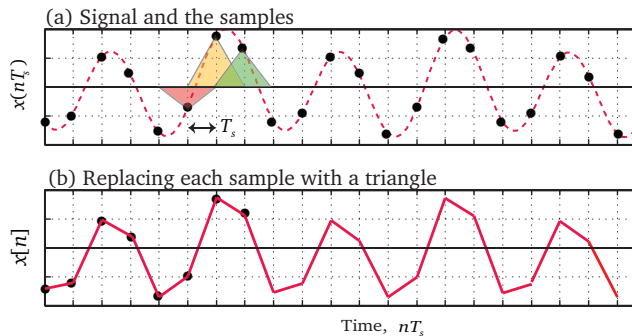 (a) Signal and the samples
x(nTₛ)
Tₛ
(b) Replacing each sample with a triangle
x[n]
Time, nTₛ